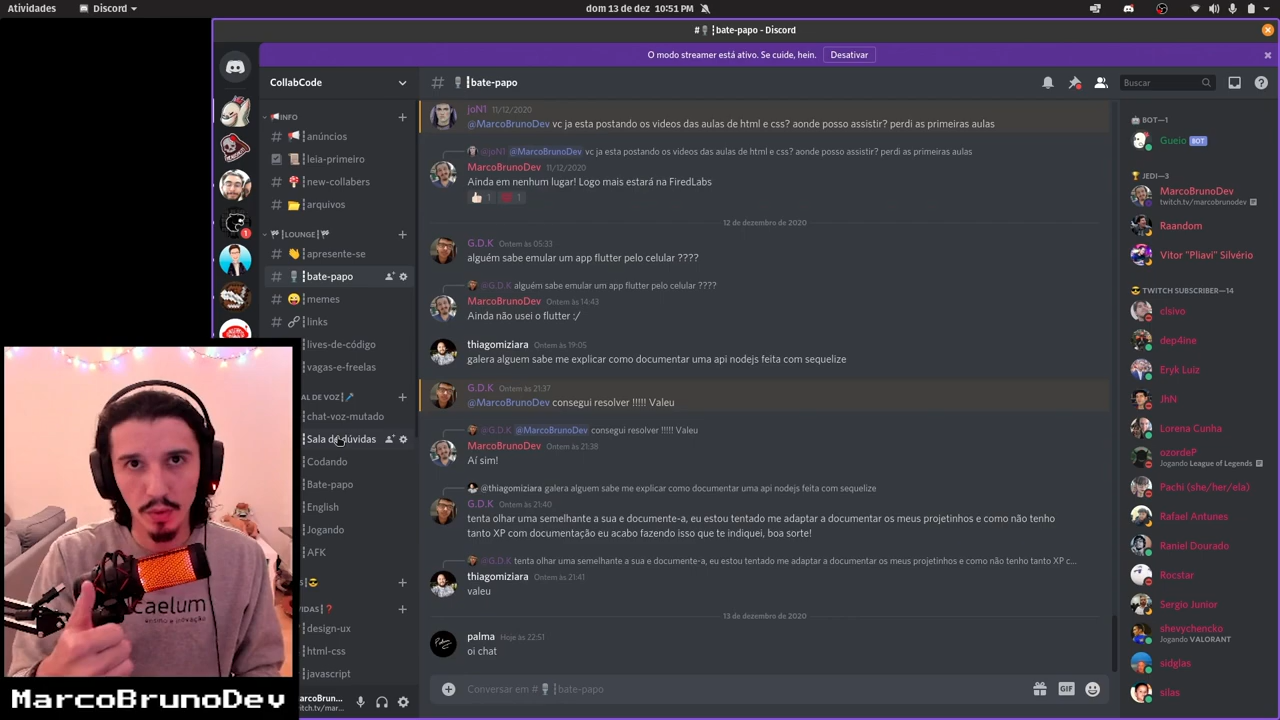 Atividades
Discord
dom 13 de dez 10:51 PM
# bate-papo - Discord
O modo streamer está ativo. Se cuide, hein.
Desativar
CollabCode
INFO
anúncios
leia-primeiro
new-collabers
arquivos
LOUNGE
apresente-se
bate-papo
memes
links
lives-de-código
vagas-e-freelas
AL DE VOZ
chat-voz-mutado
Sala de dúvidas
Codando
Bate-papo
English
Jogando
AFK
VIDAS
design-ux
html-css
javascript
MarcoBrun...
twitch.tv/mar...
# bate-papo
Buscar
joN1 11/12/2020
@MarcoBrunoDev vc ja esta postando os videos das aulas de html e css? aonde posso assistir? perdi as primeiras aulas
@joN1 @MarcoBrunoDev vc ja esta postando os videos das aulas de html e css? aonde posso assistir? perdi as primeiras aulas
MarcoBrunoDev 11/12/2020
Ainda em nenhum lugar! Logo mais estará na FiredLabs
1 1
12 de dezembro de 2020
G.D.K Ontem às 05:33
alguém sabe emular um app flutter pelo celular ????
@G.D.K alguém sabe emular um app flutter pelo celular ????
MarcoBrunoDev Ontem às 14:43
Ainda não usei o flutter :/
thiagomiziara Ontem às 19:05
galera alguem sabe me explicar como documentar uma api nodejs feita com sequelize
G.D.K Ontem às 21:37
@MarcoBrunoDev consegui resolver !!!!! Valeu
@G.D.K @MarcoBrunoDev consegui resolver !!!!! Valeu
MarcoBrunoDev Ontem às 21:38
Aí sim!
@thiagomiziara galera alguem sabe me explicar como documentar uma api nodejs feita com sequelize
G.D.K Ontem às 21:40
tenta olhar uma semelhante a sua e documente-a, eu estou tentado me adaptar a documentar os meus projetinhos e como não tenho
tanto XP com documentação eu acabo fazendo isso que te indiquei, boa sorte!
@G.D.K tenta olhar uma semelhante a sua e documente-a, eu estou tentado me adaptar a documentar os meus projetinhos e como não tenho tanto XP c...
thiagomiziara Ontem às 21:41
valeu
13 de dezembro de 2020
palma Hoje às 22:51
oi chat
Conversar em # bate-papo
GIF
BOT—1
Gueio BOT
JEDI—3
MarcoBrunoDev
twitch.tv/marcobrunodev
Raandom
Vitor "Pliavi" Silvério
TWITCH SUBSCRIBER—14
clsivo
dep4ine
Eryk Luiz
JhN
Lorena Cunha
ozordeP
Jogando League of Legends
Pachi (she/her/ela)
Rafael Antunes
Raniel Dourado
Rocstar
Sergio Junior
shevychencko
Jogando VALORANT
sidglas
silas
caelum
MarcoBrunoDev